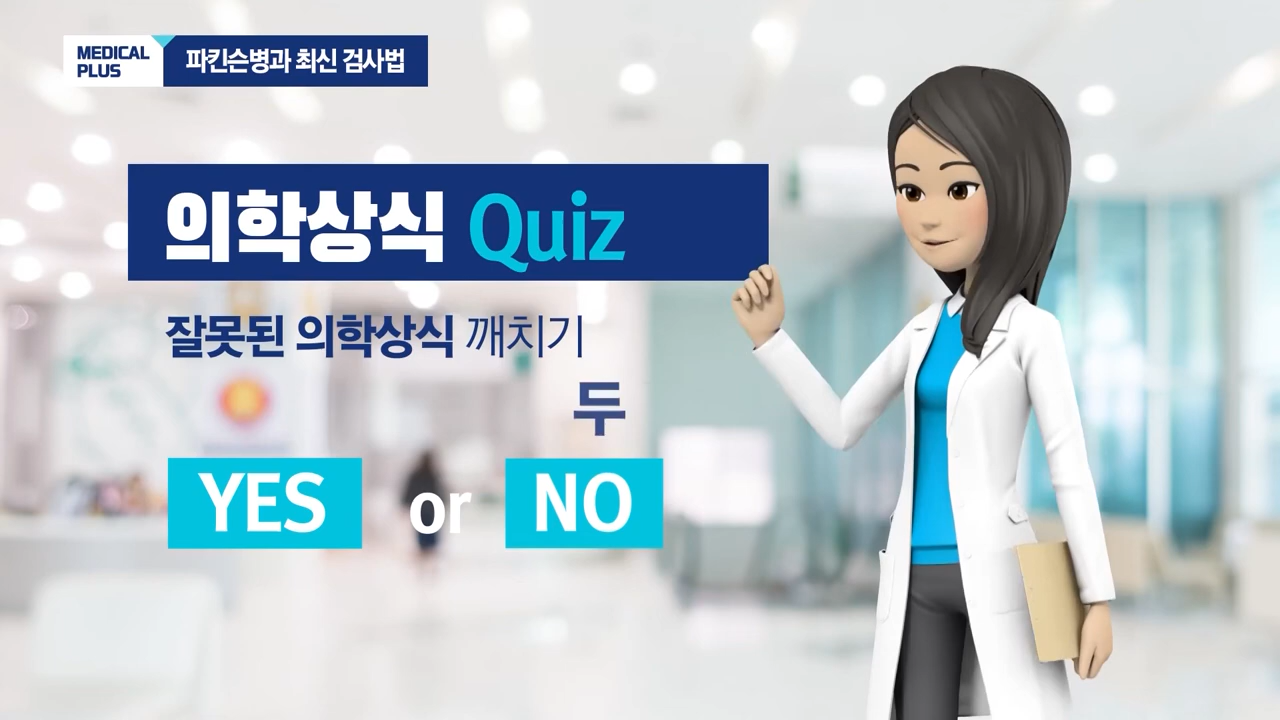 MEDICAL
PLUS
파킨슨병과 최신 검사법
의학상식 Quiz
잘못된 의학상식 깨치기
두
YES or NO